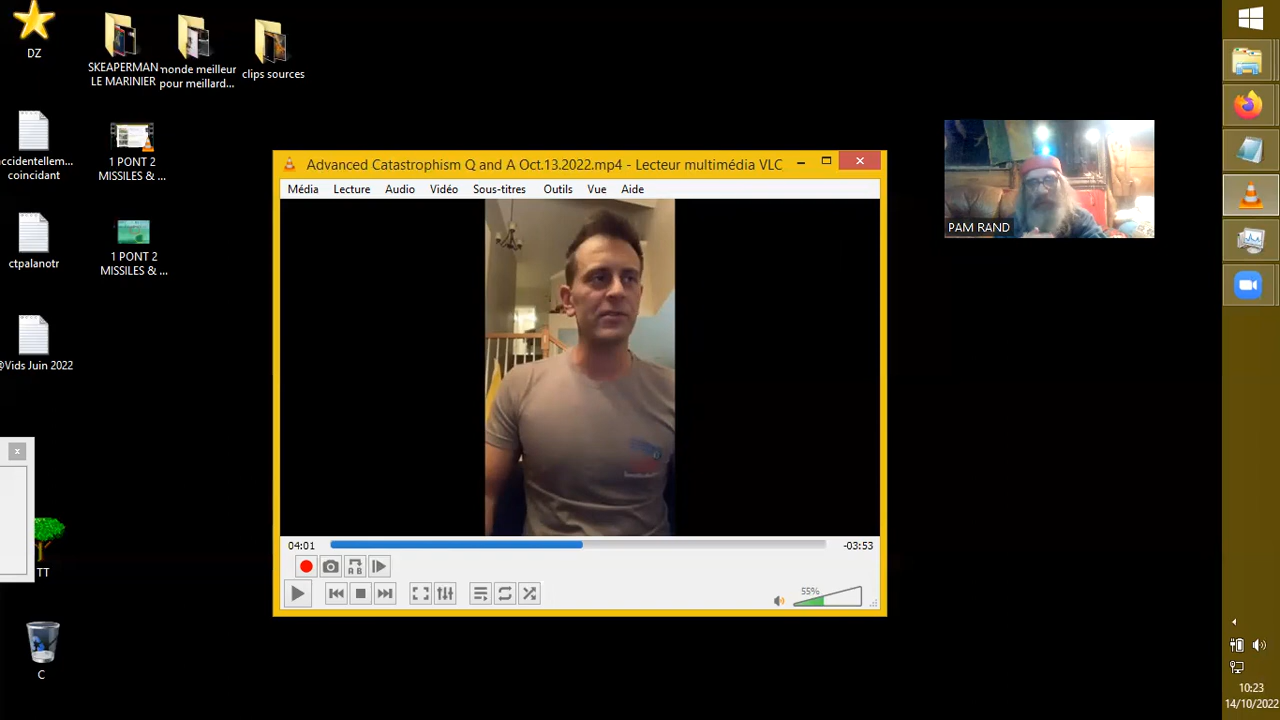 DZ
SKEAPERMAN
LE MARINIER
monde meilleur
pour meillard...
clips sources
accidentellem...
coincidant
1 PONT 2
MISSILES & ...
ctpalanotr
1 PONT 2
MISSILES & ...
@Vids Juin 2022
TT
C
Advanced Catastrophism Q and A Oct.13.2022.mp4 - Lecteur multimédia VLC
Média Lecture Audio Vidéo Sous-titres Outils Vue Aide
04:01
-03:53
A B
55%
PAM RAND
10:23
14/10/2022